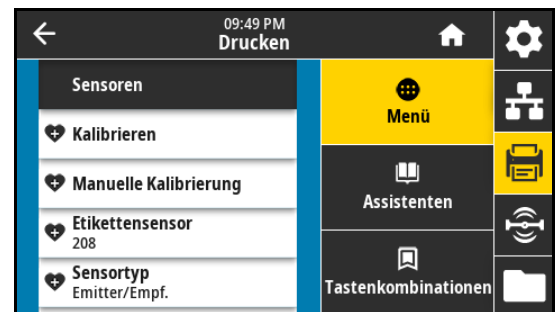 09:49 PM
Drucken
Sensoren
Kalibrieren
Manuelle Kalibrierung
Etikettensensor
208
Sensortyp
Emitter/Empf.
Menü
Assistenten
Tastenkombinationen